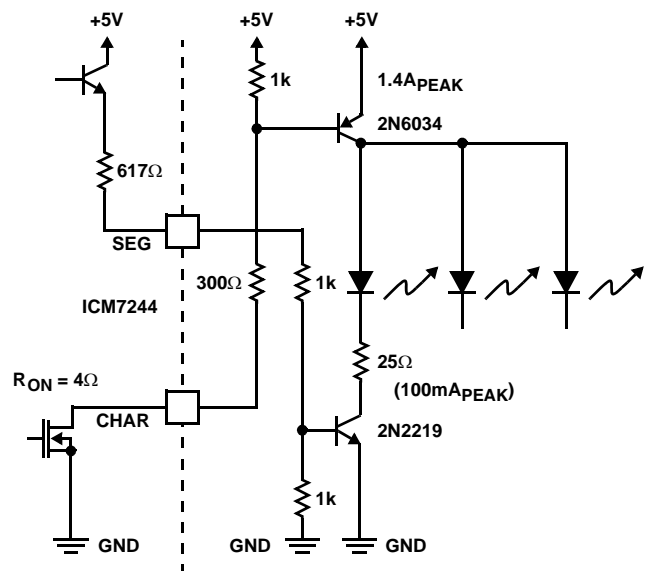 +5V
+5V
+5V
1k
1.4APEAK
2N6034
617Ω
SEG
300Ω
1k
ICM7244
25Ω
(100mAPEAK)
RON = 4Ω
CHAR
2N2219
1k
GND
GND
GND